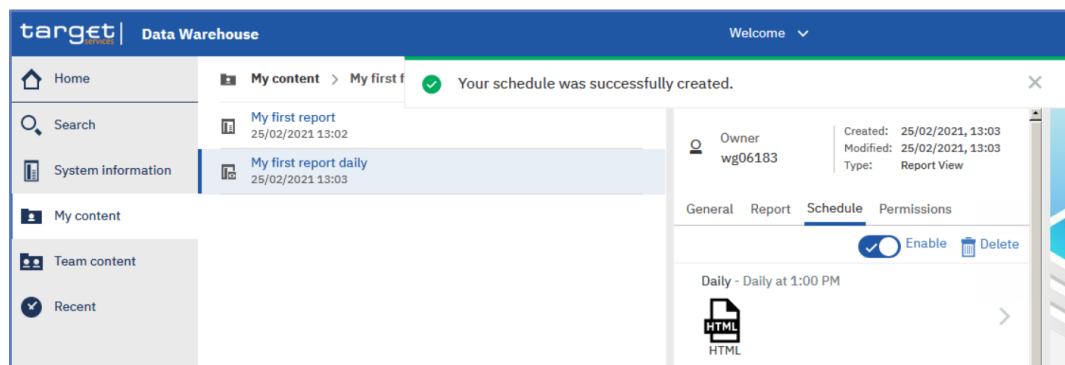 target services | Data Warehouse
Welcome
Home
Search
System information
My content
Team content
Recent
My content > My first f
Your schedule was successfully created.
My first report
25/02/2021 13:02
My first report daily
25/02/2021 13:03
Owner
wg06183
Created: 25/02/2021, 13:03
Modified: 25/02/2021, 13:03
Type: Report View
General Report Schedule Permissions
Enable Delete
Daily - Daily at 1:00 PM
HTML
HTML